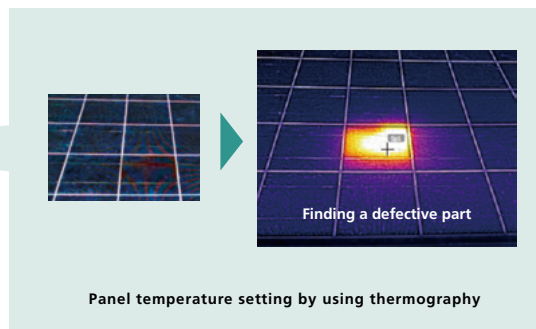 Finding a defective part
Panel temperature setting by using thermography